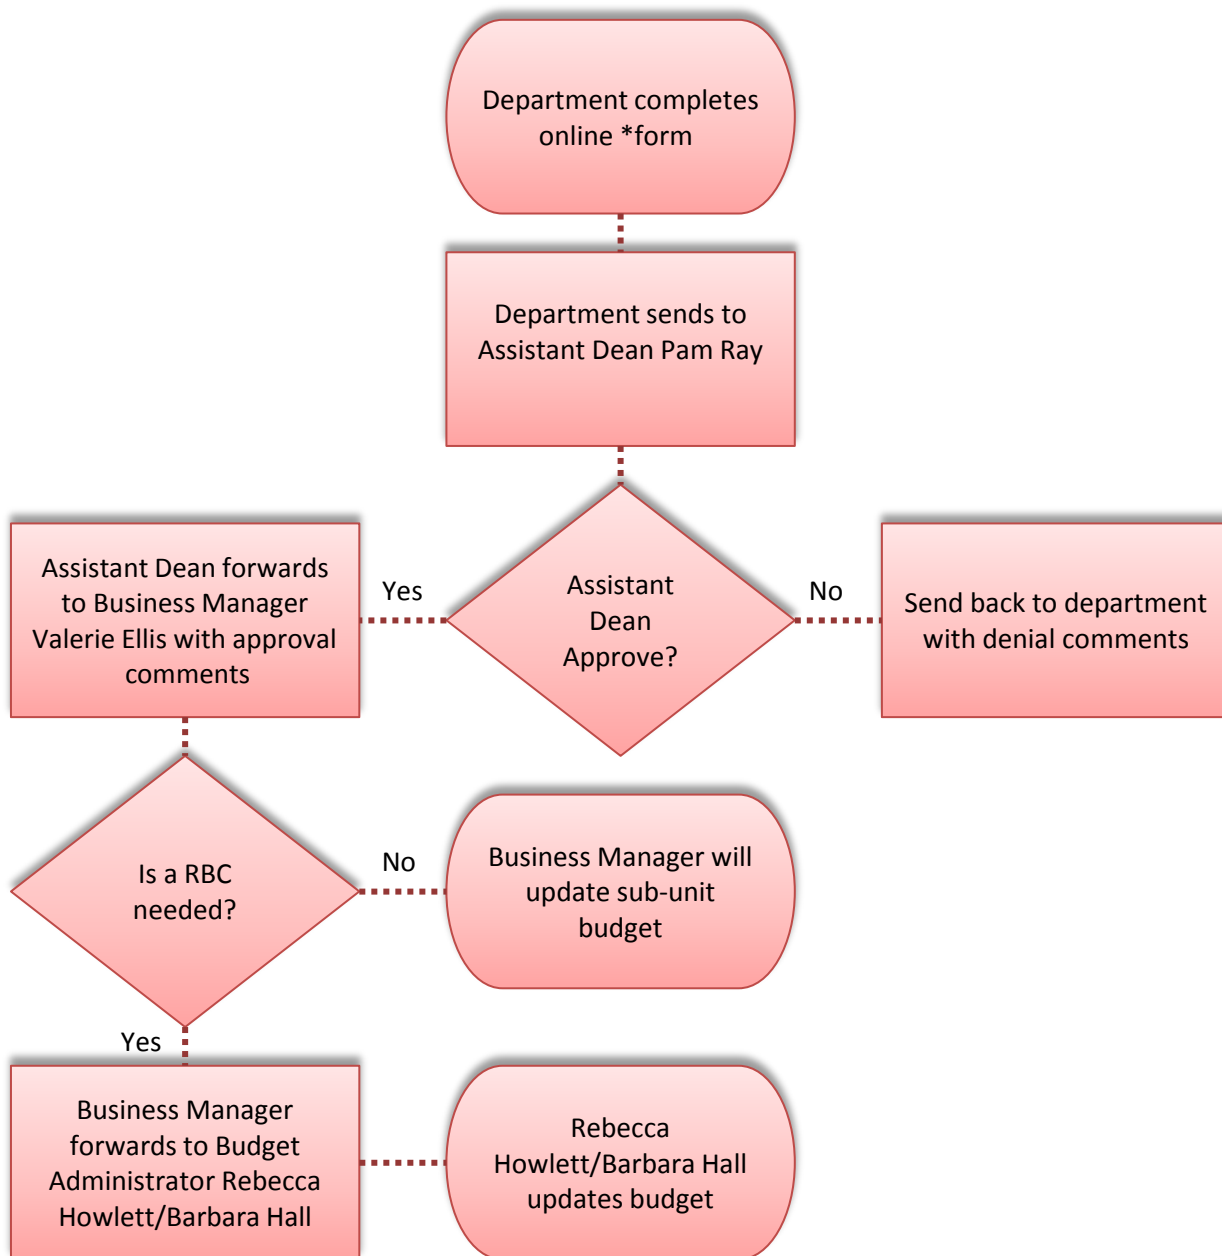 Department completes
online *form
Department sends to
Assistant Dean Pam Ray
Assistant Dean forwards
to Business Manager
Valerie Ellis with approval
comments
Yes
Assistant
Dean
Approve?
No
Send back to department
with denial comments
Is a RBC
needed?
No
Business Manager will
update sub-unit
budget
Yes
Business Manager
forwards to Budget
Administrator Rebecca
Howlett/Barbara Hall
Rebecca
Howlett/Barbara Hall
updates budget